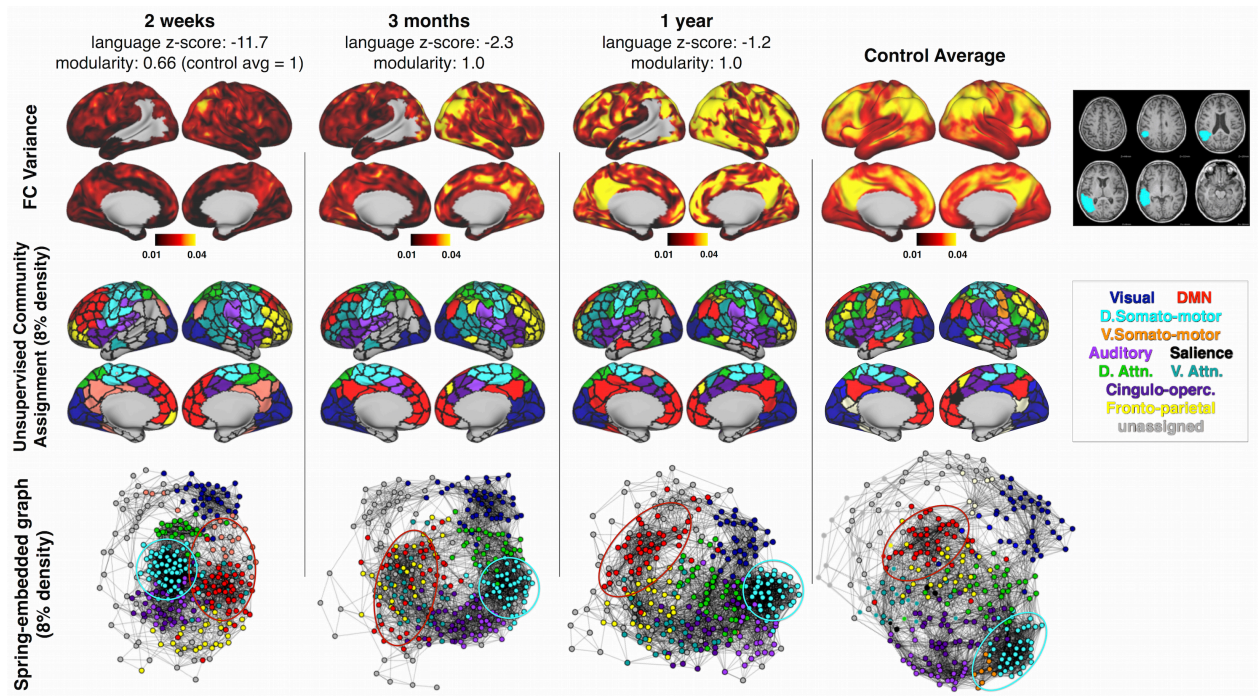 2 weeks
language z-score: -11.7
modularity: 0.66 (control avg = 1)
3 months
language z-score: -2.3
modularity: 1.0
1 year
language z-score: -1.2
modularity: 1.0
Control Average
FC Variance
0.01 0.04
0.01 0.04
0.01 0.04
0.01 0.04
Unsupervised Community
Assignment (8% density)
Visual DMN
D.Somato-motor
V.Somato-motor
Auditory Salience
D. Attn. V. Attn.
Cingulo-operc.
Fronto-parietal
unassigned
Spring-embedded graph
(8% density)